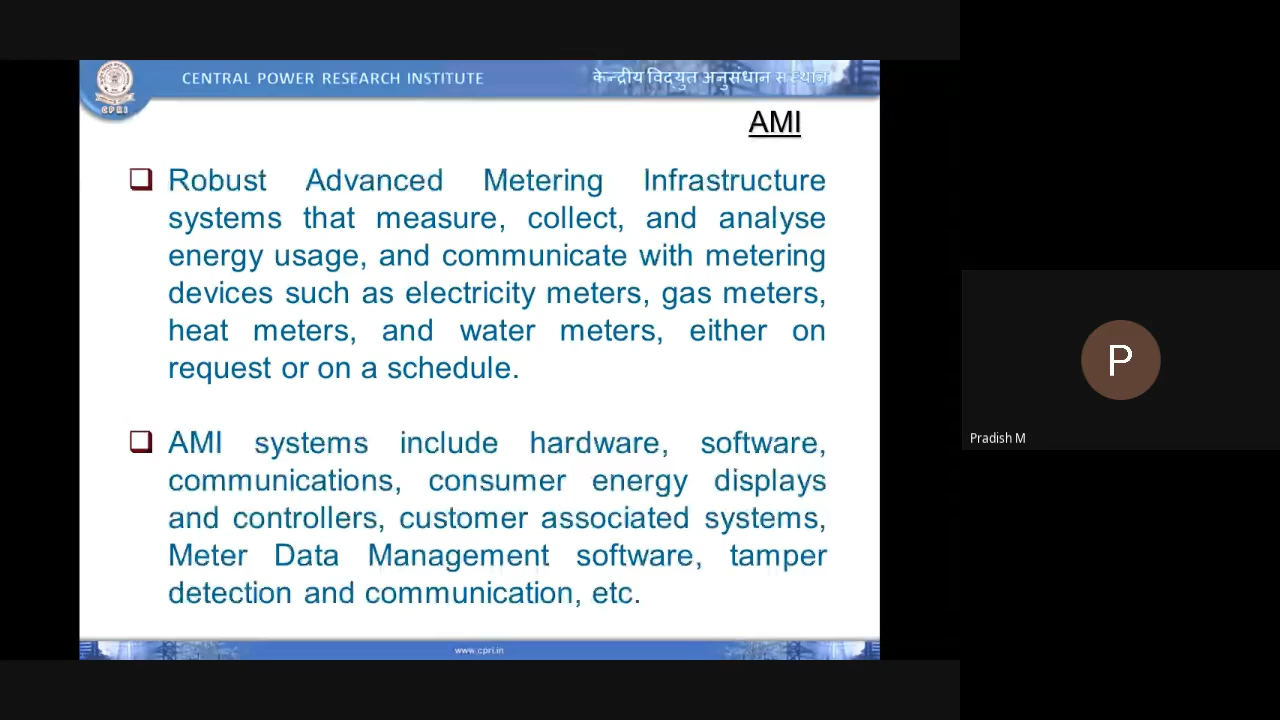 CENTRAL POWER RESEARCH INSTITUTE
केन्द्रीय विद्युत अनुसंधान संस्थान
CPRI
AMI
Robust Advanced Metering Infrastructure
systems that measure, collect, and analyse
energy usage, and communicate with metering
devices such as electricity meters, gas meters,
heat meters, and water meters, either on
request or on a schedule.
AMI systems include hardware, software,
communications, consumer energy displays
and controllers, customer associated systems,
Meter Data Management software, tamper
detection and communication, etc.
www.cpri.in
P
Pradish M